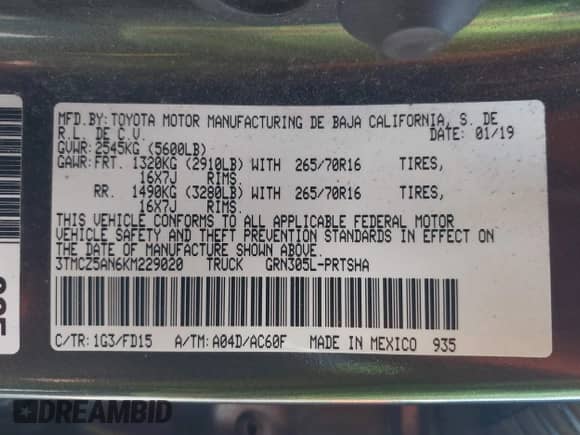 MFD.BY:TOYOTA MOTOR MANUFACTURING DE BAJA CALIFORNIA, S. DE
R.L. DE C.V. DATE: 01/19
GVWR:2545KG (5600LB)
GAWR:FRT. 1320KG (2910LB) WITH 265/70R16 TIRES,
16X7J RIMS
RR. 1490KG (3280LB) WITH 265/70R16 TIRES,
16X7J RIMS
THIS VEHICLE CONFORMS TO ALL APPLICABLE FEDERAL MOTOR
VEHICLE SAFETY AND THEFT PREVENTION STANDARDS IN EFFECT ON
THE DATE OF MANUFACTURE SHOWN ABOVE.
3TMCZ5AN6KM229020 TRUCK GRN305L-PRTSHA
C/TR:1G3/FD15 A/TM:A04D/AC60F MADE IN MEXICO 935
DREAMBID